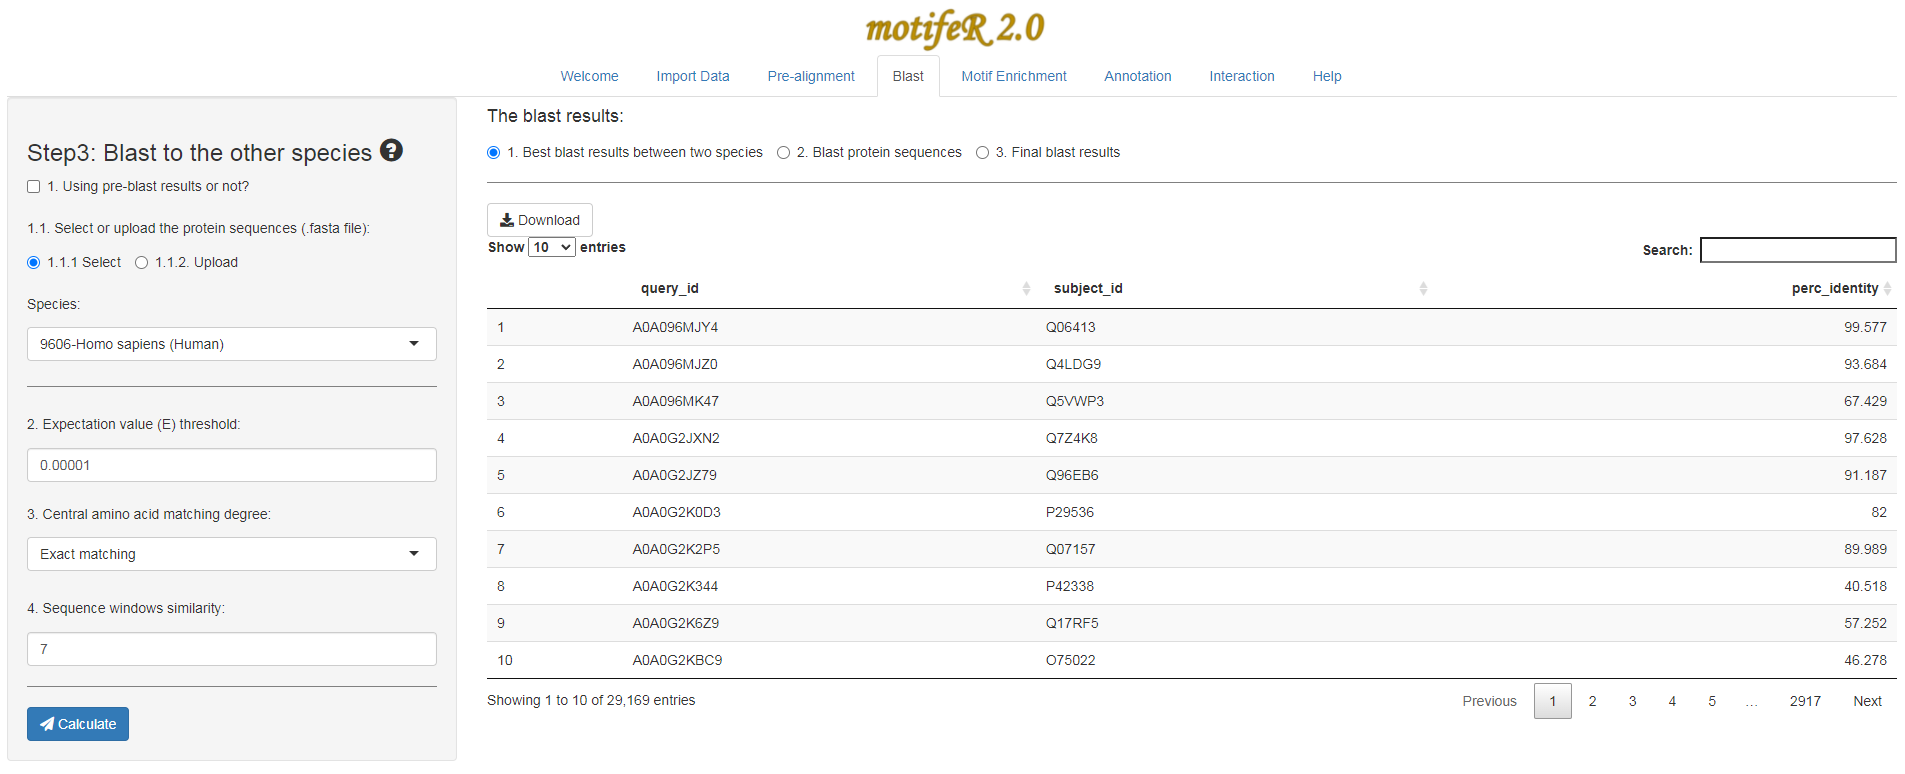 motifeR 2.0
Welcome Import Data Pre-alignment Blast Motif Enrichment Annotation Interaction Help
Step3: Blast to the other species ?
1. Using pre-blast results or not?
1.1. Select or upload the protein sequences (.fasta file):
1.1.1 Select 1.1.2. Upload
Species:
9606-Homo sapiens (Human)
2. Expectation value (E) threshold:
0.00001
3. Central amino acid matching degree:
Exact matching
4. Sequence windows similarity:
7
Calculate
The blast results:
1. Best blast results between two species 2. Blast protein sequences 3. Final blast results
Download
Show 10 entries
Search:
query_id subject_id perc_identity
1 A0A096MJY4 Q06413 99.577
2 A0A096MJZ0 Q4LDG9 93.684
3 A0A096MK47 Q5VWP3 67.429
4 A0A0G2JXN2 Q7Z4K8 97.628
5 A0A0G2JZ79 Q96EB6 91.187
6 A0A0G2K0D3 P29536 82
7 A0A0G2K2P5 Q07157 89.989
8 A0A0G2K344 P42338 40.518
9 A0A0G2K6Z9 Q17RF5 57.252
10 A0A0G2KBC9 O75022 46.278
Showing 1 to 10 of 29,169 entries
Previous 1 2 3 4 5 … 2917 Next